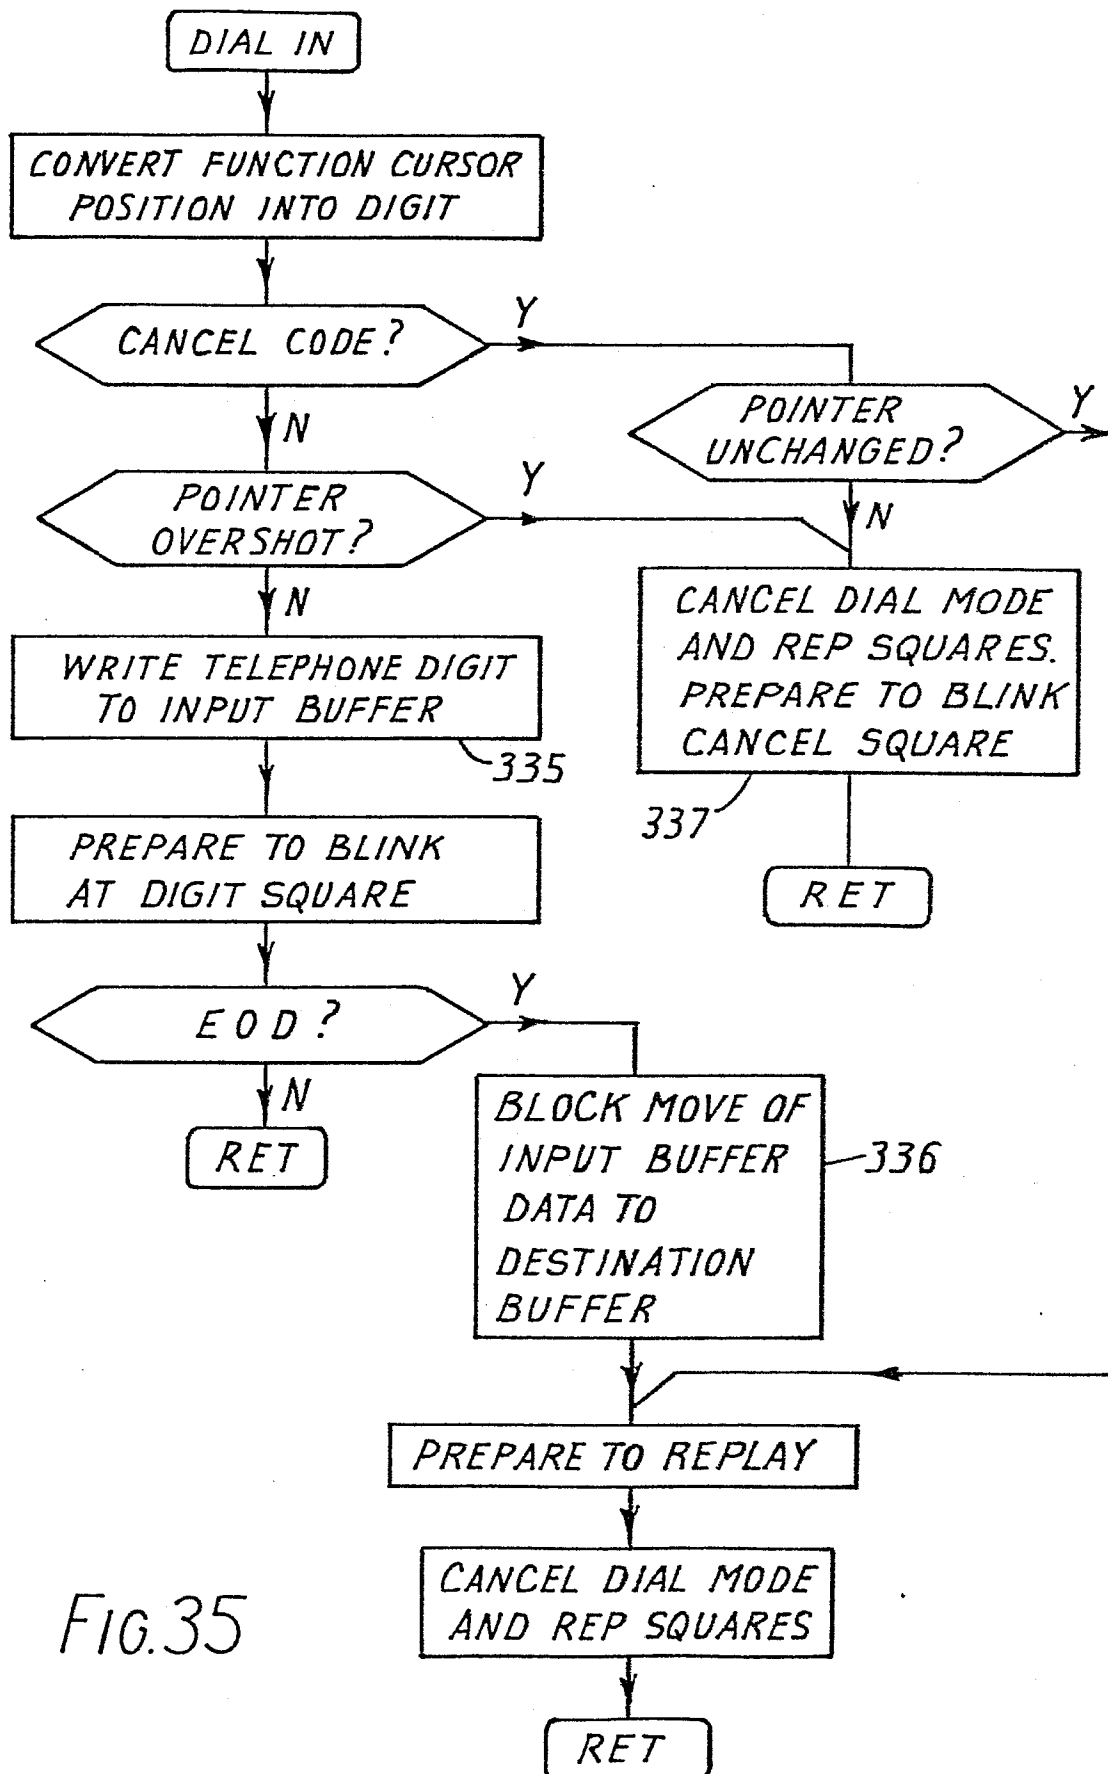 DIAL IN
CONVERT FUNCTION CURSOR
POSITION INTO DIGIT
CANCEL CODE?
Y
N
POINTER
UNCHANGED?
Y
N
POINTER
OVERSHOT?
Y
N
CANCEL DIAL MODE
AND REP SQUARES.
PREPARE TO BLINK
CANCEL SQUARE
337
RET
WRITE TELEPHONE DIGIT
TO INPUT BUFFER
335
PREPARE TO BLINK
AT DIGIT SQUARE
EOD?
Y
N
RET
BLOCK MOVE OF
INPUT BUFFER
DATA TO
DESTINATION
BUFFER
336
PREPARE TO REPLAY
CANCEL DIAL MODE
AND REP SQUARES
RET
FIG.35